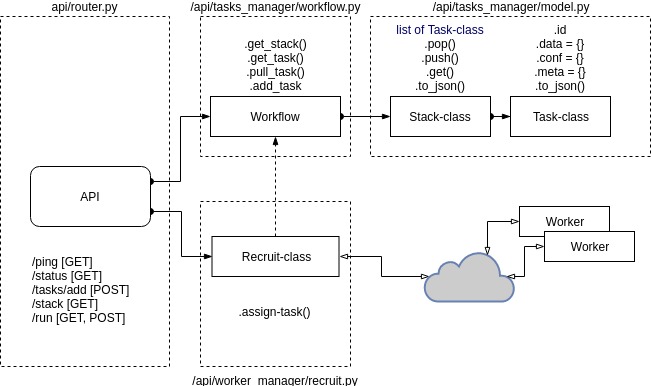 api/router.py
/api/tasks_manager/workflow.py
/api/tasks_manager/model.py
.get_stack()
.get_task()
.pull_task()
.add_task
Workflow
list of Task-class
.pop()
.push()
.get()
.to_json()
Stack-class
.id
.data = {}
.conf = {}
.meta = {}
.to_json()
Task-class
API
/ping [GET]
/status [GET]
/tasks/add [POST]
/stack [GET]
/run [GET, POST]
Recruit-class
.assign-task()
Worker
Worker
/api/worker_manager/recruit.py